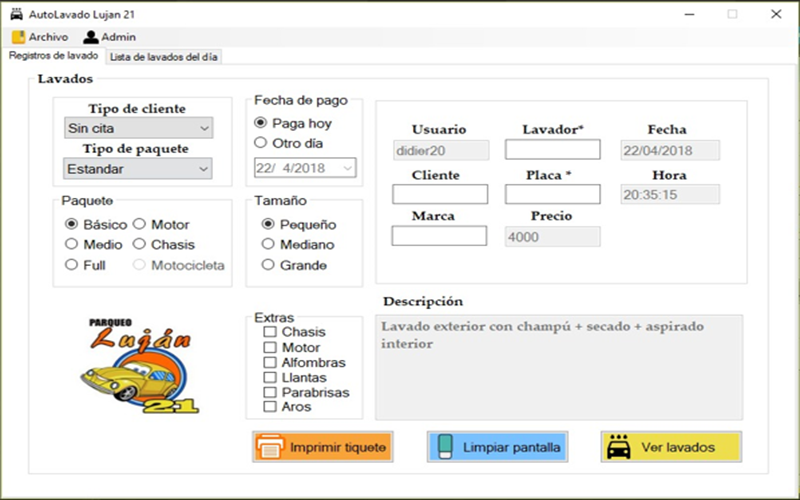 AutoLavado Lujan 21
Archivo Admin
Registros de lavado Lista de lavados del día
Lavados
Tipo de cliente
Sin cita
Tipo de paquete
Estandar
Fecha de pago
Paga hoy
Otro día
22/ 4/2018
Usuario Lavador* Fecha
didier20 22/04/2018
Cliente Placa * Hora
20:35:15
Marca Precio
4000
Paquete
Básico Motor
Medio Chasis
Full Motocicleta
Tamaño
Pequeño
Mediano
Grande
PARQUEO
Luján
21
Extras
Chasis
Motor
Alfombras
Llantas
Parabrisas
Aros
Descripción
Lavado exterior con champú + secado + aspirado
interior
Imprimir tiquete Limpiar pantalla Ver lavados